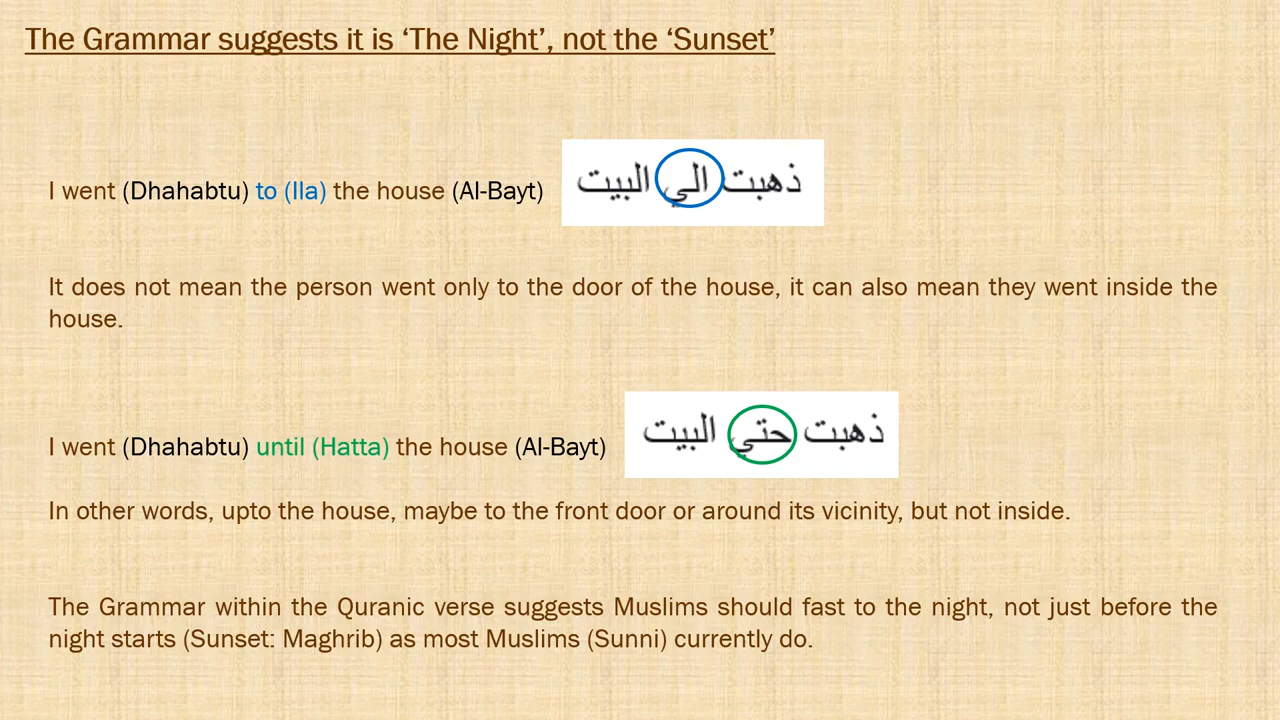 The Grammar suggests it is ‘The Night’, not the ‘Sunset’
I went (Dhahabtu) to (Ila) the house (Al-Bayt)
ذهبت الي البيت
It does not mean the person went only to the door of the house, it can also mean they went inside the
house.
I went (Dhahabtu) until (Hatta) the house (Al-Bayt)
ذهبت حتي البيت
In other words, upto the house, maybe to the front door or around its vicinity, but not inside.
The Grammar within the Quranic verse suggests Muslims should fast to the night, not just before the
night starts (Sunset: Maghrib) as most Muslims (Sunni) currently do.